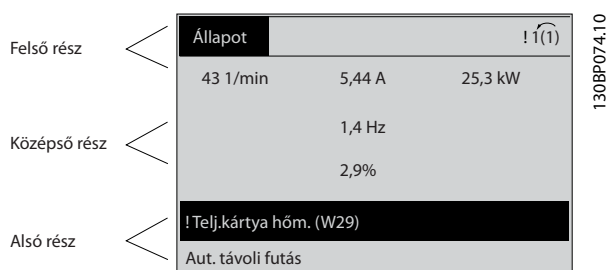 Felső rész
Állapot
! 1(1)
43 1/min 5,44 A 25,3 kW
Középső rész
1,4 Hz
2,9%
! Telj.kártya hőm. (W29)
Alsó rész
Aut. távoli futás
130BP074.10